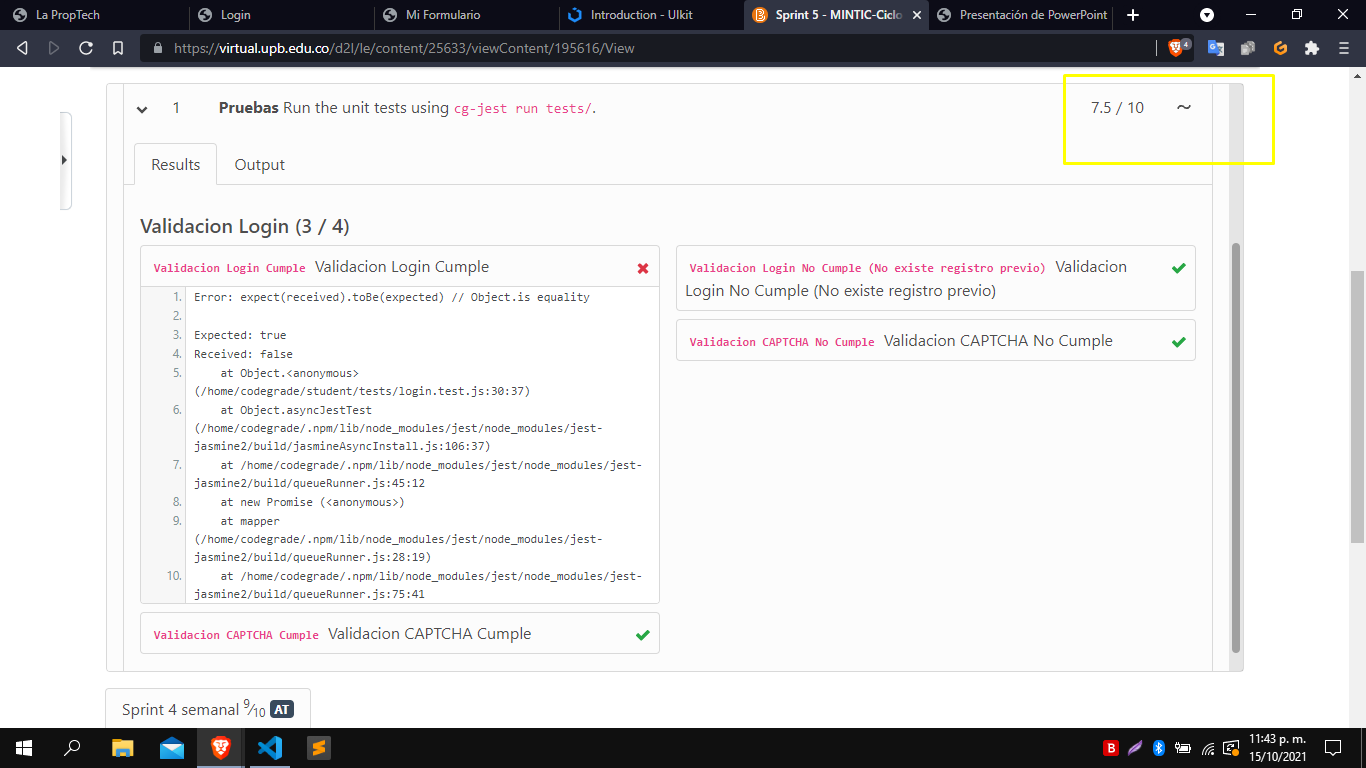 La PropTech
Login
Mi Formulario
Introduction - UIkit
Sprint 5 - MINTIC-Ciclo
Presentación de PowerPoint
https://virtual.upb.edu.co/d2l/le/content/25633/viewContent/195616/View
4
1 Pruebas Run the unit tests using cg-jest run tests/. 7.5 / 10 ~
Results Output
Validacion Login (3 / 4)
Validacion Login Cumple Validacion Login Cumple
1. Error: expect(received).toBe(expected) // Object.is equality
2.
3. Expected: true
4. Received: false
5. at Object.<anonymous>
(/home/codegrade/student/tests/login.test.js:30:37)
6. at Object.asyncJestTest
(/home/codegrade/.npm/lib/node_modules/jest/node_modules/jest-
jasmine2/build/jasmineAsyncInstall.js:106:37)
7. at /home/codegrade/.npm/lib/node_modules/jest/node_modules/jest-
jasmine2/build/queueRunner.js:45:12
8. at new Promise (<anonymous>)
9. at mapper
(/home/codegrade/.npm/lib/node_modules/jest/node_modules/jest-
jasmine2/build/queueRunner.js:28:19)
10. at /home/codegrade/.npm/lib/node_modules/jest/node_modules/jest-
jasmine2/build/queueRunner.js:75:41
Validacion CAPTCHA Cumple Validacion CAPTCHA Cumple
Validacion Login No Cumple (No existe registro previo) Validacion
Login No Cumple (No existe registro previo)
Validacion CAPTCHA No Cumple Validacion CAPTCHA No Cumple
Sprint 4 semanal 9/10 AT
11:43 p. m.
15/10/2021